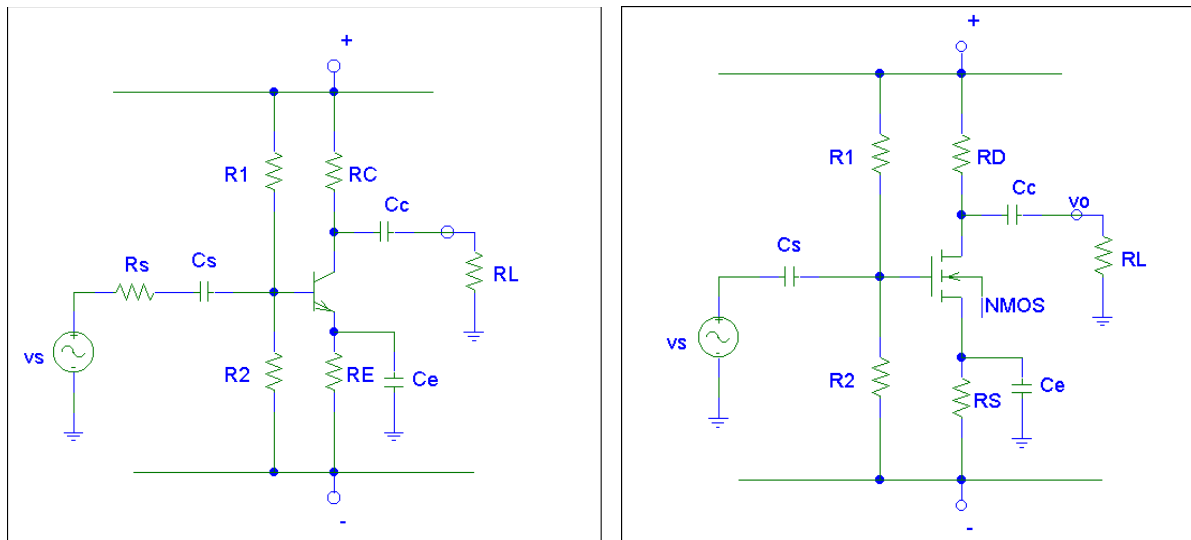 +
R1
RC
Cc
Rs
Cs
RL
vs
R2
RE
Ce
-
+
R1
RD
Cc
vo
Cs
RL
NMOS
vs
R2
RS
Ce
-